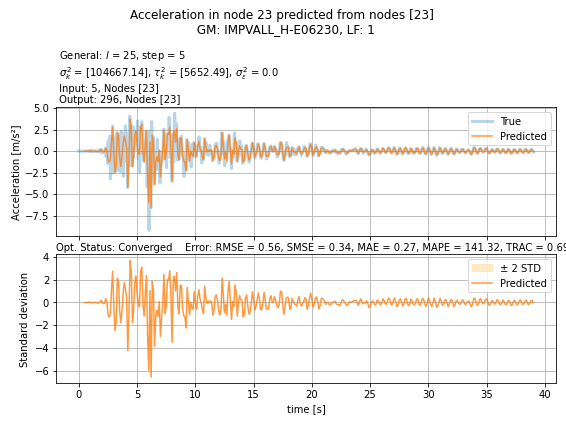 Acceleration in node 23 predicted from nodes [23]
GM: IMPVALL_H-E06230, LF: 1
General: l = 25, step = 5
σ²ₖ = [104667.14], τ²ₖ = [5652.49], σ²ε = 0.0
Input: 5, Nodes [23]
Output: 296, Nodes [23]
Acceleration [m/s²]
5.0
2.5
0.0
−2.5
−5.0
−7.5
True
Predicted
Opt. Status: Converged Error: RMSE = 0.56, SMSE = 0.34, MAE = 0.27, MAPE = 141.32, TRAC = 0.69
Standard deviation
4
2
0
−2
−4
−6
± 2 STD
Predicted
0 5 10 15 20 25 30 35 40
time [s]